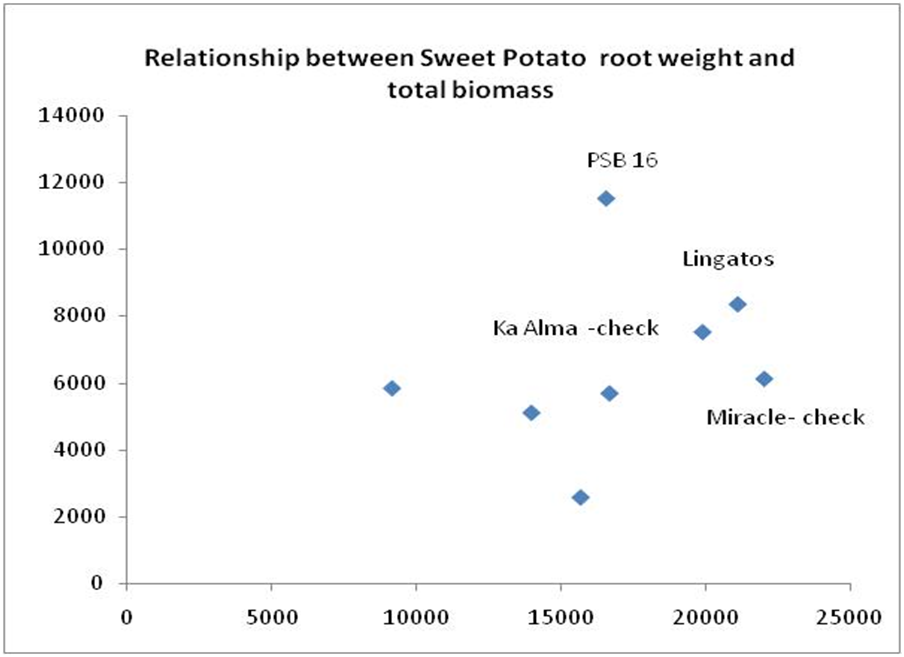 Relationship between Sweet Potato root weight and
total biomass
14000
PSB 16
12000
10000
Lingatos
8000
Ka Alma -check
6000
Miracle- check
4000
2000
0
0 5000 10000 15000 20000 25000